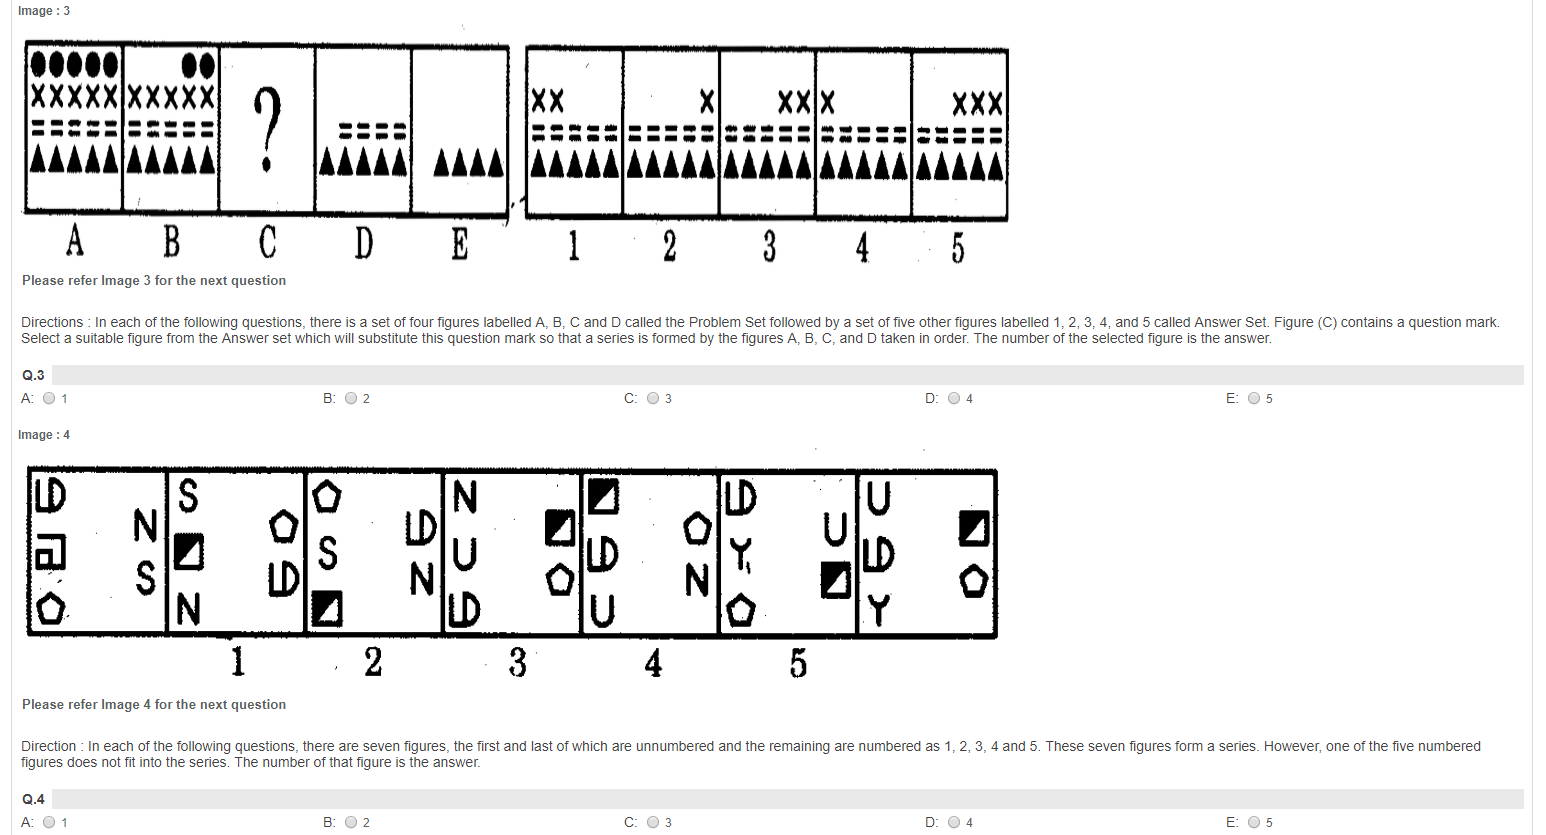 Image : 3
XXXXX XXXXX ? XX X XX X XXX
A B C D E 1 2 3 4 5
Please refer Image 3 for the next question
Directions : In each of the following questions, there is a set of four figures labelled A, B, C and D called the Problem Set followed by a set of five other figures labelled 1, 2, 3, 4, and 5 called Answer Set. Figure (C) contains a question mark.
Select a suitable figure from the Answer set which will substitute this question mark so that a series is formed by the figures A, B, C, and D taken in order. The number of the selected figure is the answer.
Q.3
A: 1 B: 2 C: 3 D: 4 E: 5
Image : 4
S N LD U
N LD U
S U LD Y LD
S LD N N
N LD U Y
1 2 3 4 5
Please refer Image 4 for the next question
Direction : In each of the following questions, there are seven figures, the first and last of which are unnumbered and the remaining are numbered as 1, 2, 3, 4 and 5. These seven figures form a series. However, one of the five numbered
figures does not fit into the series. The number of that figure is the answer.
Q.4
A: 1 B: 2 C: 3 D: 4 E: 5